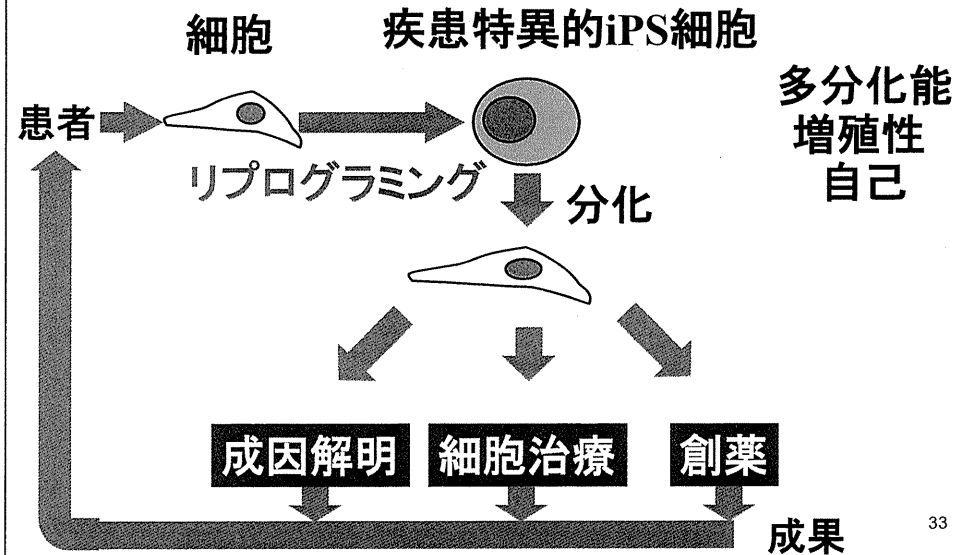 細胞
疾患特異的iPS細胞
多分化能
増殖性
自己
患者
リプログラミング
分化
成因解明
細胞治療
創薬
成果
33